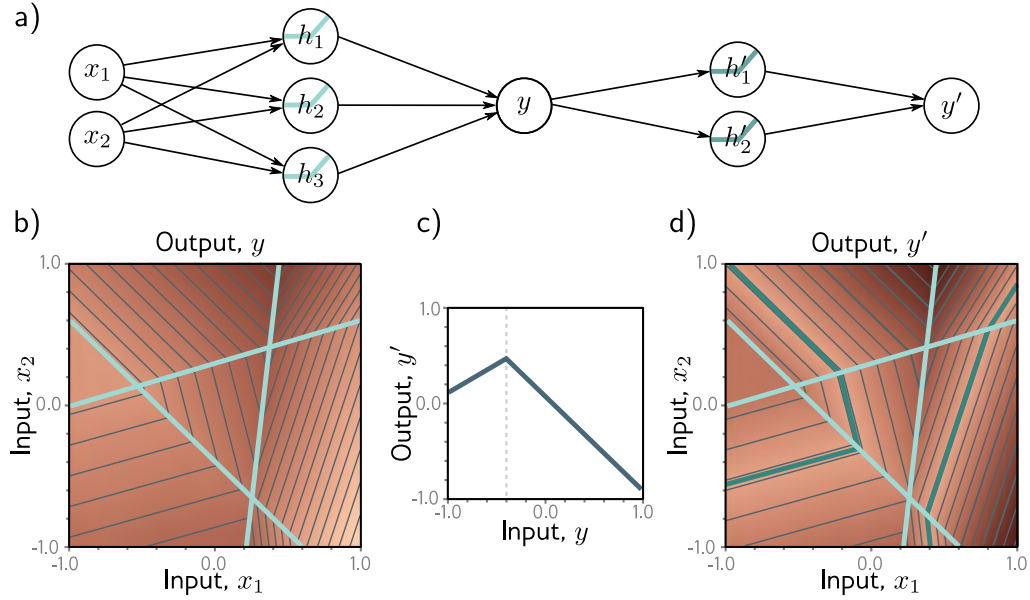 a)
x₁
x₂
h₁
h₂
h₃
y
h′₁
h′₂
y′
b)
Output, y
1.0
0.0
-1.0
Input, x₂
-1.0 0.0 1.0
Input, x₁
c)
1.0
0.0
-1.0
Output, y′
-1.0 0.0 1.0
Input, y
d)
Output, y′
1.0
0.0
-1.0
Input, x₂
-1.0 0.0 1.0
Input, x₁